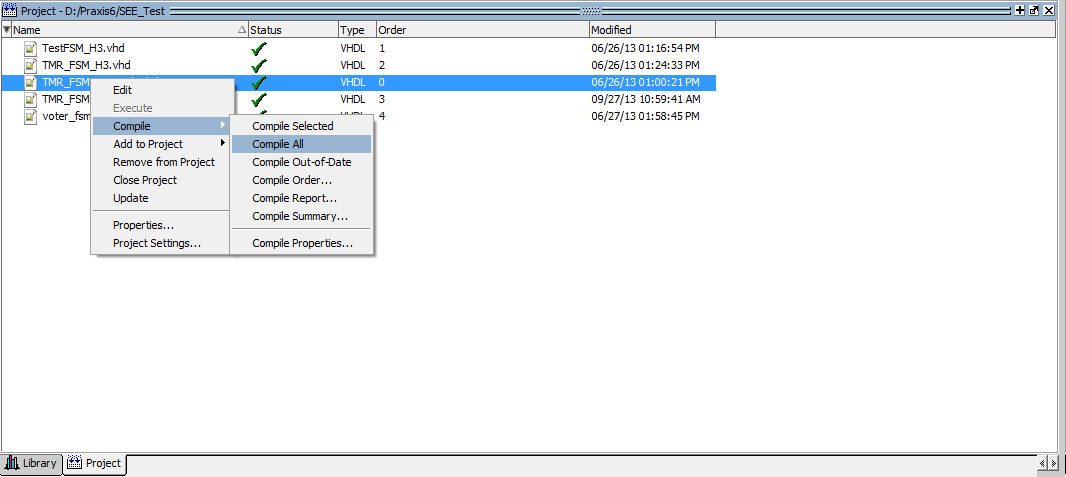 Project - D:/Praxis6/SEE_Test
Name Status Type Order Modified
TestFSM_H3.vhd VHDL 1 06/26/13 01:16:54 PM
TMR_FSM_H3.vhd VHDL 2 06/26/13 01:24:33 PM
TMR_FSM VHDL 0 06/26/13 01:00:21 PM
TMR_FSM VHDL 3 09/27/13 10:59:41 AM
voter_fsm 4 06/27/13 01:58:45 PM
Edit
Execute
Compile
Add to Project
Remove from Project
Close Project
Update
Properties...
Project Settings...
Compile Selected
Compile All
Compile Out-of-Date
Compile Order...
Compile Report...
Compile Summary...
Compile Properties...
Library Project